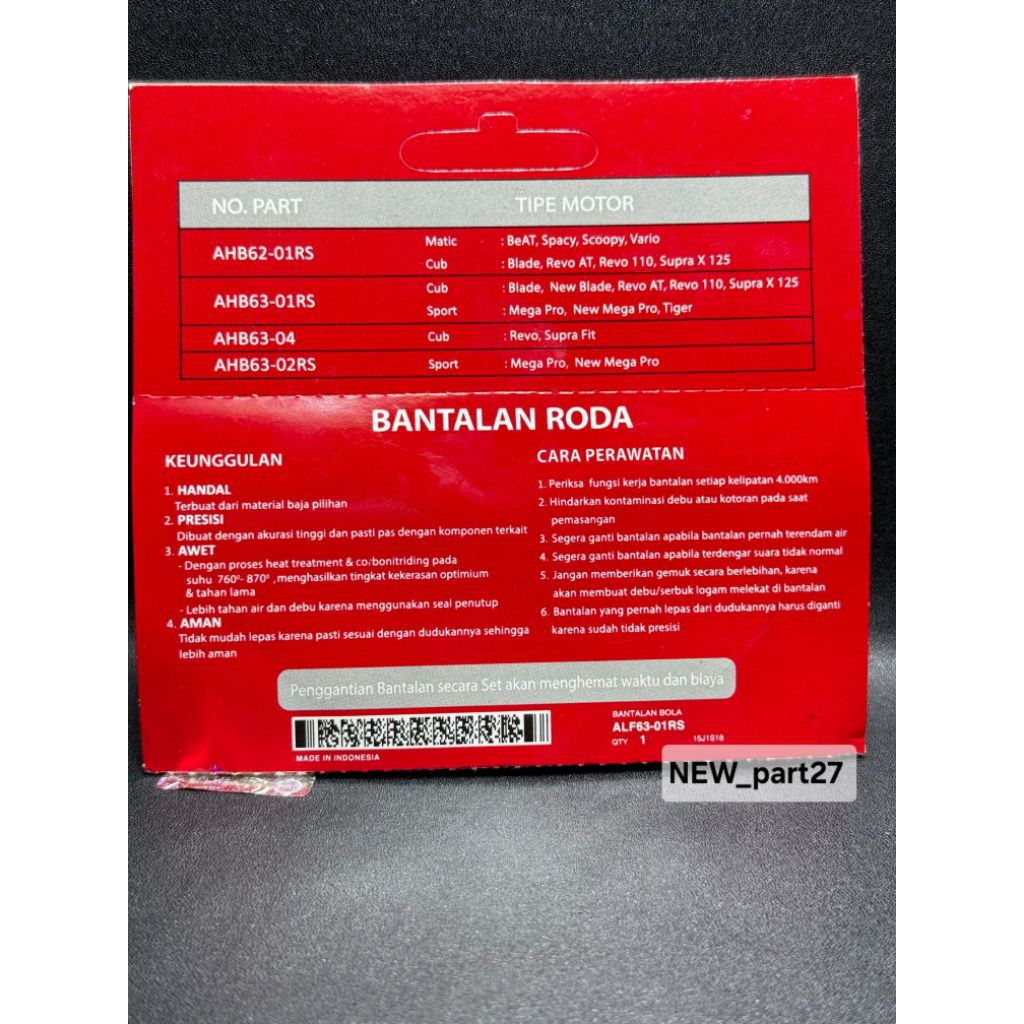 NO. PART TIPE MOTOR
AHB62-01RS Matic : BeAT, Spacy, Scoopy, Vario
Cub : Blade, Revo AT, Revo 110, Supra X 125
AHB63-01RS Cub : Blade, New Blade, Revo AT, Revo 110, Supra X 125
Sport : Mega Pro, New Mega Pro, Tiger
AHB63-04 Cub : Revo, Supra Fit
AHB63-02RS Sport : Mega Pro, New Mega Pro
BANTALAN RODA
KEUNGGULAN
1. HANDAL
Terbuat dari material baja pilihan
2. PRESISI
Dibuat dengan akurasi tinggi dan pasti pas dengan komponen terkait
3. AWET
- Dengan proses heat treatment & carbonitriding pada
suhu 760°- 870° , menghasilkan tingkat kekerasan optimium
& tahan lama
- Lebih tahan air dan debu karena menggunakan seal penutup
4. AMAN
Tidak mudah lepas karena pasti sesuai dengan dudukannya sehingga
lebih aman
CARA PERAWATAN
1. Periksa fungsi kerja bantalan setiap kelipatan 4.000km
2. Hindarkan kontaminasi debu atau kotoran pada saat
pemasangan
3. Segera ganti bantalan apabila bantalan pernah terendam air
4. Segera ganti bantalan apabila terdengar suara tidak normal
5. Jangan memberikan gemuk secara berlebihan, karena
akan membuat debu/serbuk logam melekat di bantalan
6. Bantalan yang pernah lepas dari dudukannya harus diganti
karena sudah tidak presisi
Penggantian Bantalan secara Set akan menghemat waktu dan biaya
MADE IN INDONESIA
BANTALAN BOLA
ALF63-01RS
QTY 1 15J1S16
NEW_part27